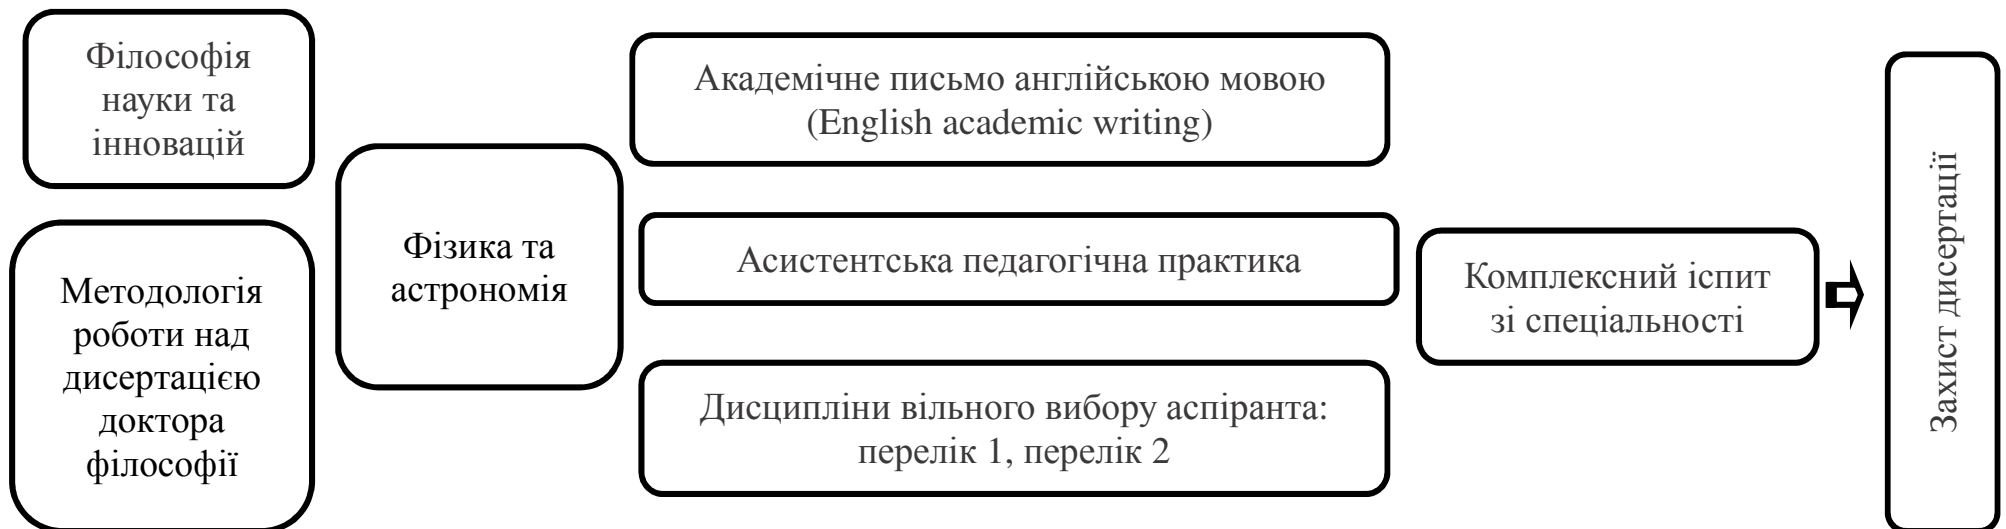 Філософія
науки та
інновацій
Методологія
роботи над
дисертацією
доктора
філософії
Фізика та
астрономія
Академічне письмо англійською мовою
(English academic writing)
Асистентська педагогічна практика
Дисципліни вільного вибору аспіранта:
перелік 1, перелік 2
Комплексний іспит
зі спеціальності
Захист дисертації